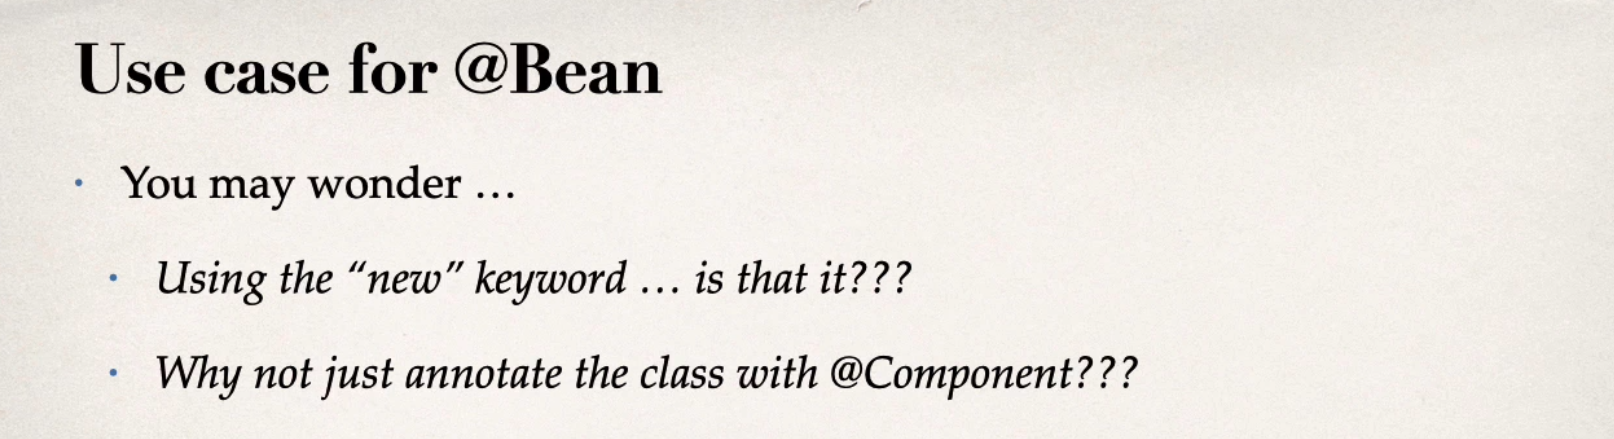 Use case for @Bean
• You may wonder …
• Using the “new” keyword … is that it???
• Why not just annotate the class with @Component???